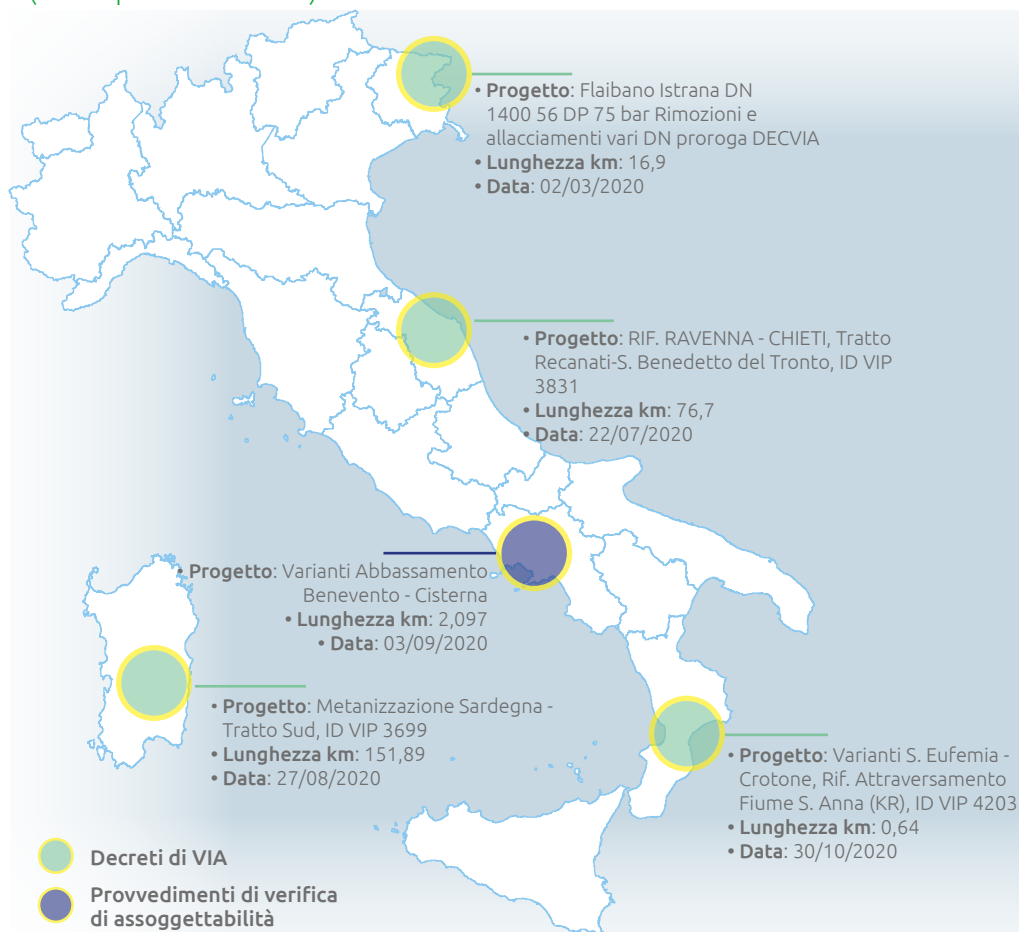 • Progetto: Flaibano Istrana DN
1400 56 DP 75 bar Rimozioni e
allacciamenti vari DN proroga DECVIA
• Lunghezza km: 16,9
• Data: 02/03/2020
• Progetto: RIF. RAVENNA - CHIETI, Tratto
Recanati-S. Benedetto del Tronto, ID VIP
3831
• Lunghezza km: 76,7
• Data: 22/07/2020
• Progetto: Varianti Abbassamento
Benevento - Cisterna
• Lunghezza km: 2,097
• Data: 03/09/2020
• Progetto: Metanizzazione Sardegna -
Tratto Sud, ID VIP 3699
• Lunghezza km: 151,89
• Data: 27/08/2020
• Progetto: Varianti S. Eufemia -
Crotone, Rif. Attraversamento
Fiume S. Anna (KR), ID VIP 4203
• Lunghezza km: 0,64
• Data: 30/10/2020
Decreti di VIA
Provvedimenti di verifica
di assoggettabilità